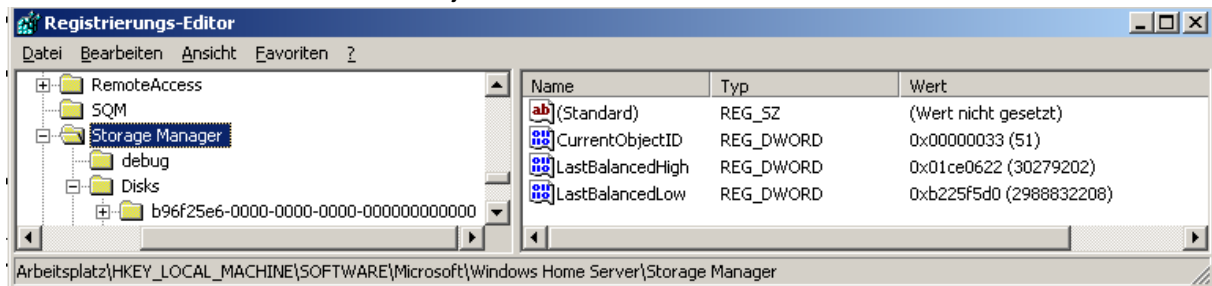 Registrierungs-Editor
Datei Bearbeiten Ansicht Favoriten ?
RemoteAccess
SQM
Storage Manager
debug
Disks
b96f25e6-0000-0000-0000-000000000000
Name Typ Wert
(Standard) REG_SZ (Wert nicht gesetzt)
CurrentObjectID REG_DWORD 0x00000033 (51)
LastBalancedHigh REG_DWORD 0x01ce0622 (30279202)
LastBalancedLow REG_DWORD 0xb225f5d0 (2988832208)
Arbeitsplatz\HKEY_LOCAL_MACHINE\SOFTWARE\Microsoft\Windows Home Server\Storage Manager